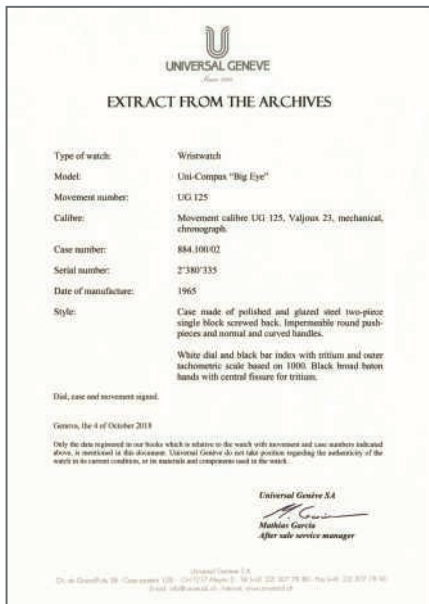 UNIVERSAL GENEVE
EXTRACT FROM THE ARCHIVES
Type of watch: Wristwatch
Model: Uni-Compax "Big Eye"
Movement number: UG 125
Calibre: Movement calibre UG 125, Valjoux 23, mechanical,
chronograph.
Case number: 884.100/02
Serial number: 2'380'335
Date of manufacture: 1965
Style: Case made of polished and glazed steel two-piece
single block screwed back. Impermeable round push-
pieces and normal and curved handles.
White dial and black bar index with tritium and outer
tachometric scale based on 1000. Black broad baton
hands with central fissure for tritium.
Dial, case and movement signed.
Geneva, the 4 of October 2018
Only the data registered in our books which is relative to the watch with movement and case numbers indicated
above, is mentioned in this document. Universal Genève do not take position regarding the authenticity of the
watch in its current condition, or its materials and components used in the watch.
Universal Genève SA
Mathias Garcia
After sale service manager
Universal Genève S.A.